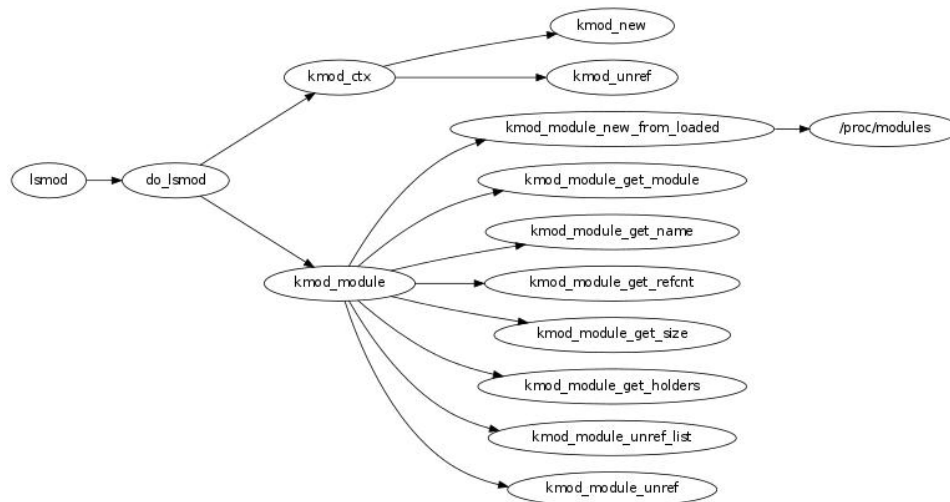 kmod_new
kmod_ctx
kmod_unref
kmod_module_new_from_loaded
/proc/modules
lsmod
do_lsmod
kmod_module_get_module
kmod_module_get_name
kmod_module
kmod_module_get_refcnt
kmod_module_get_size
kmod_module_get_holders
kmod_module_unref_list
kmod_module_unref